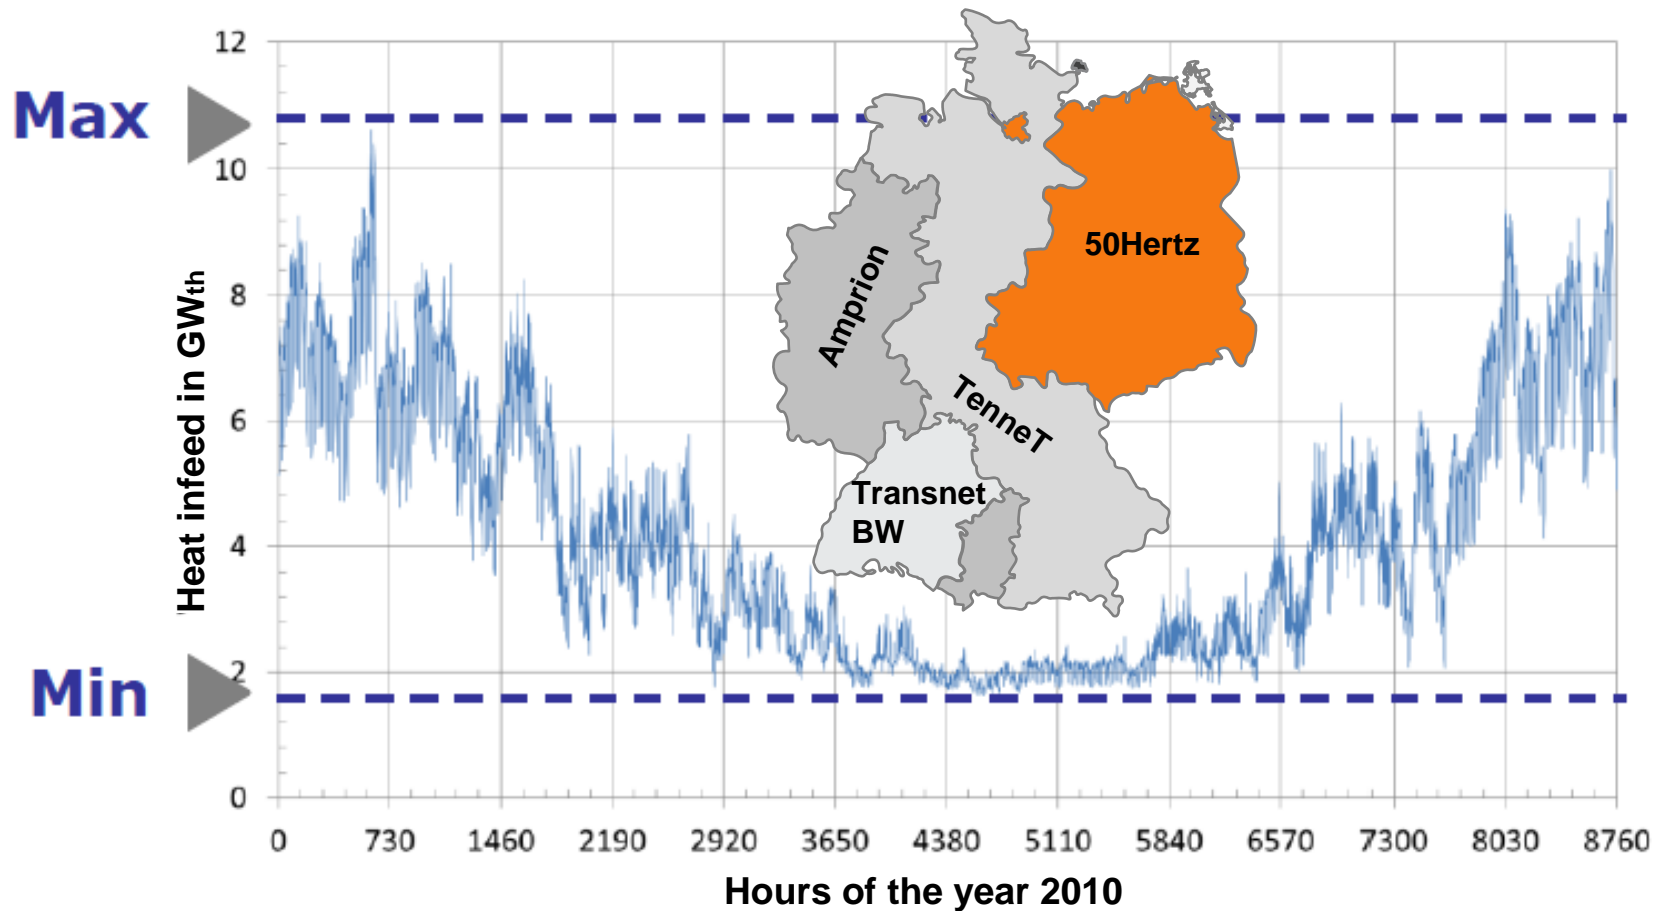 12
Max
10
8
6
4
2
Min
0
Heat infeed in GWth
0 730 1460 2190 2920 3650 4380 5110 5840 6570 7300 8030 8760
Hours of the year 2010
50Hertz
Amprion
TenneT
Transnet
BW